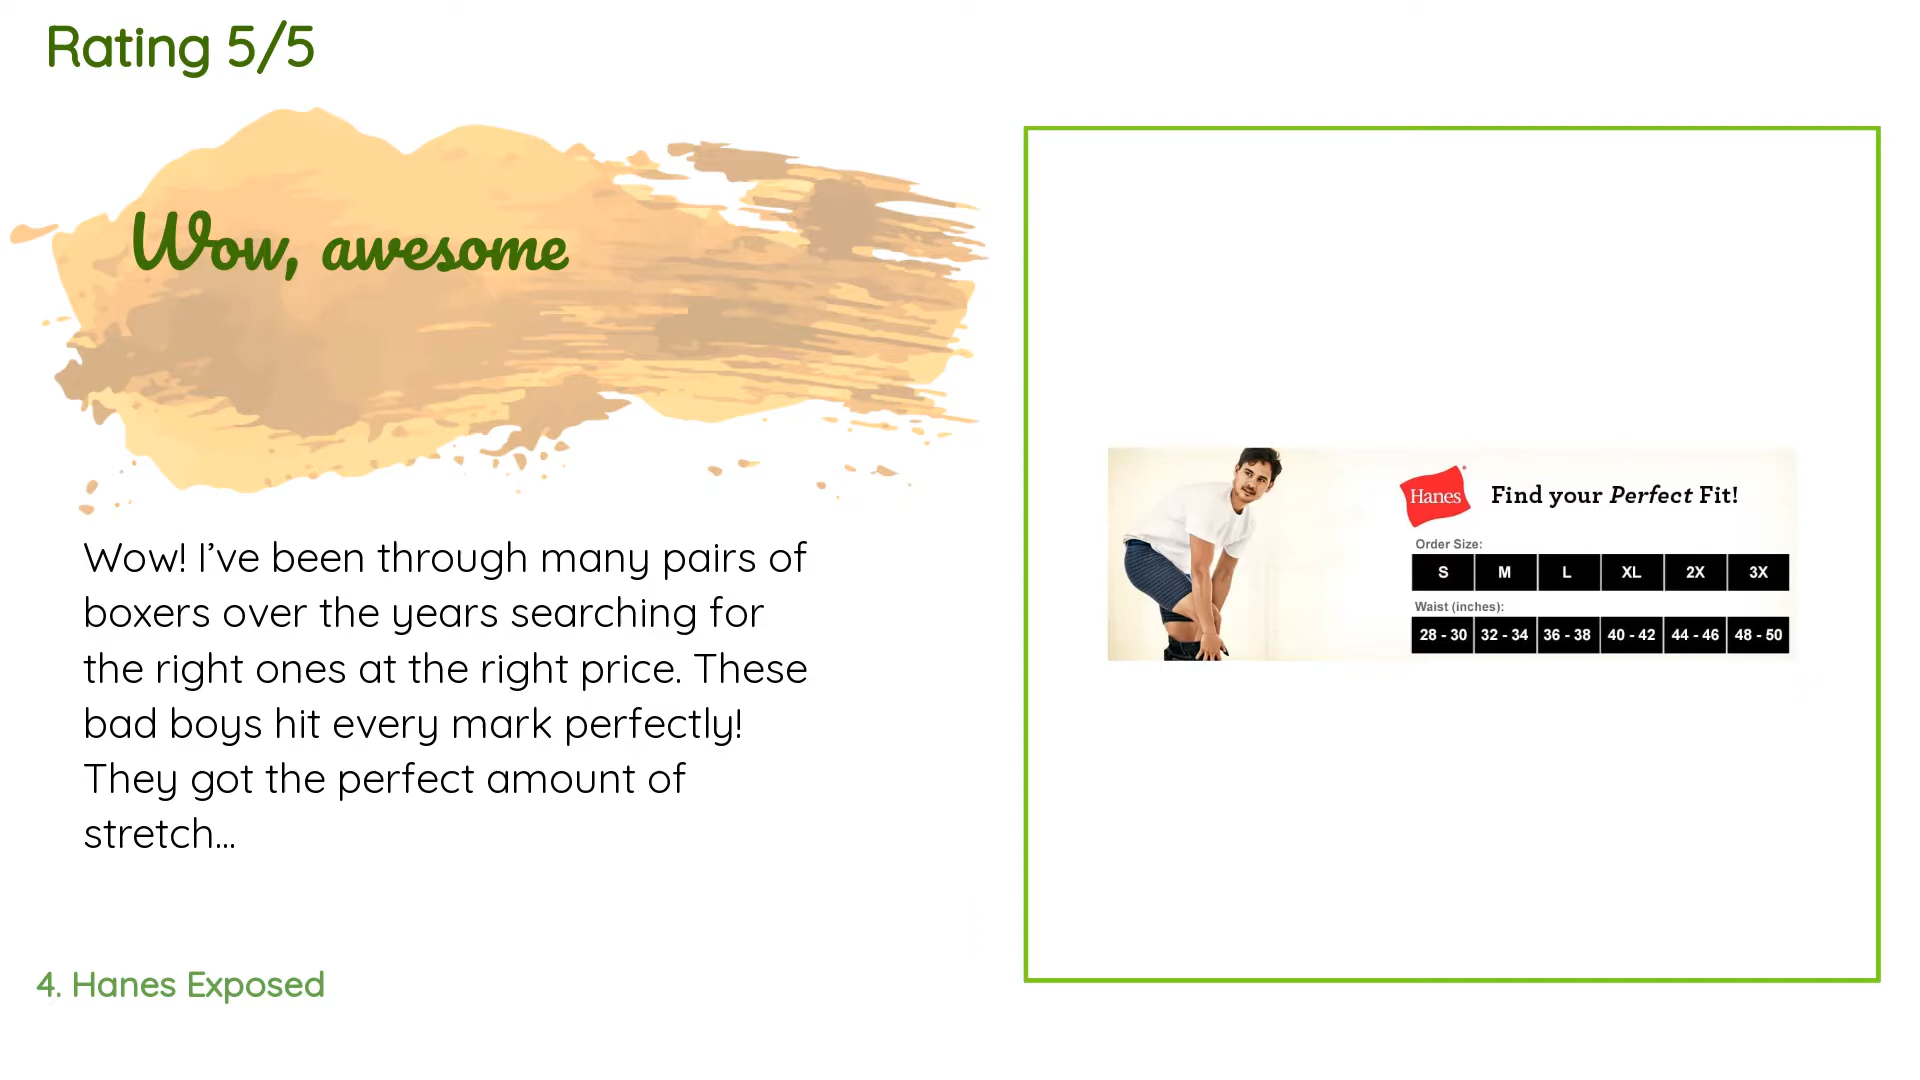 Rating 5/5
Wow, awesome
Wow! I’ve been through many pairs of
boxers over the years searching for
the right ones at the right price. These
bad boys hit every mark perfectly!
They got the perfect amount of
stretch...
4. Hanes Exposed
Hanes
Find your Perfect Fit!
Order Size:
S M L XL 2X 3X
Waist (inches):
28 - 30 32 - 34 36 - 38 40 - 42 44 - 46 48 - 50